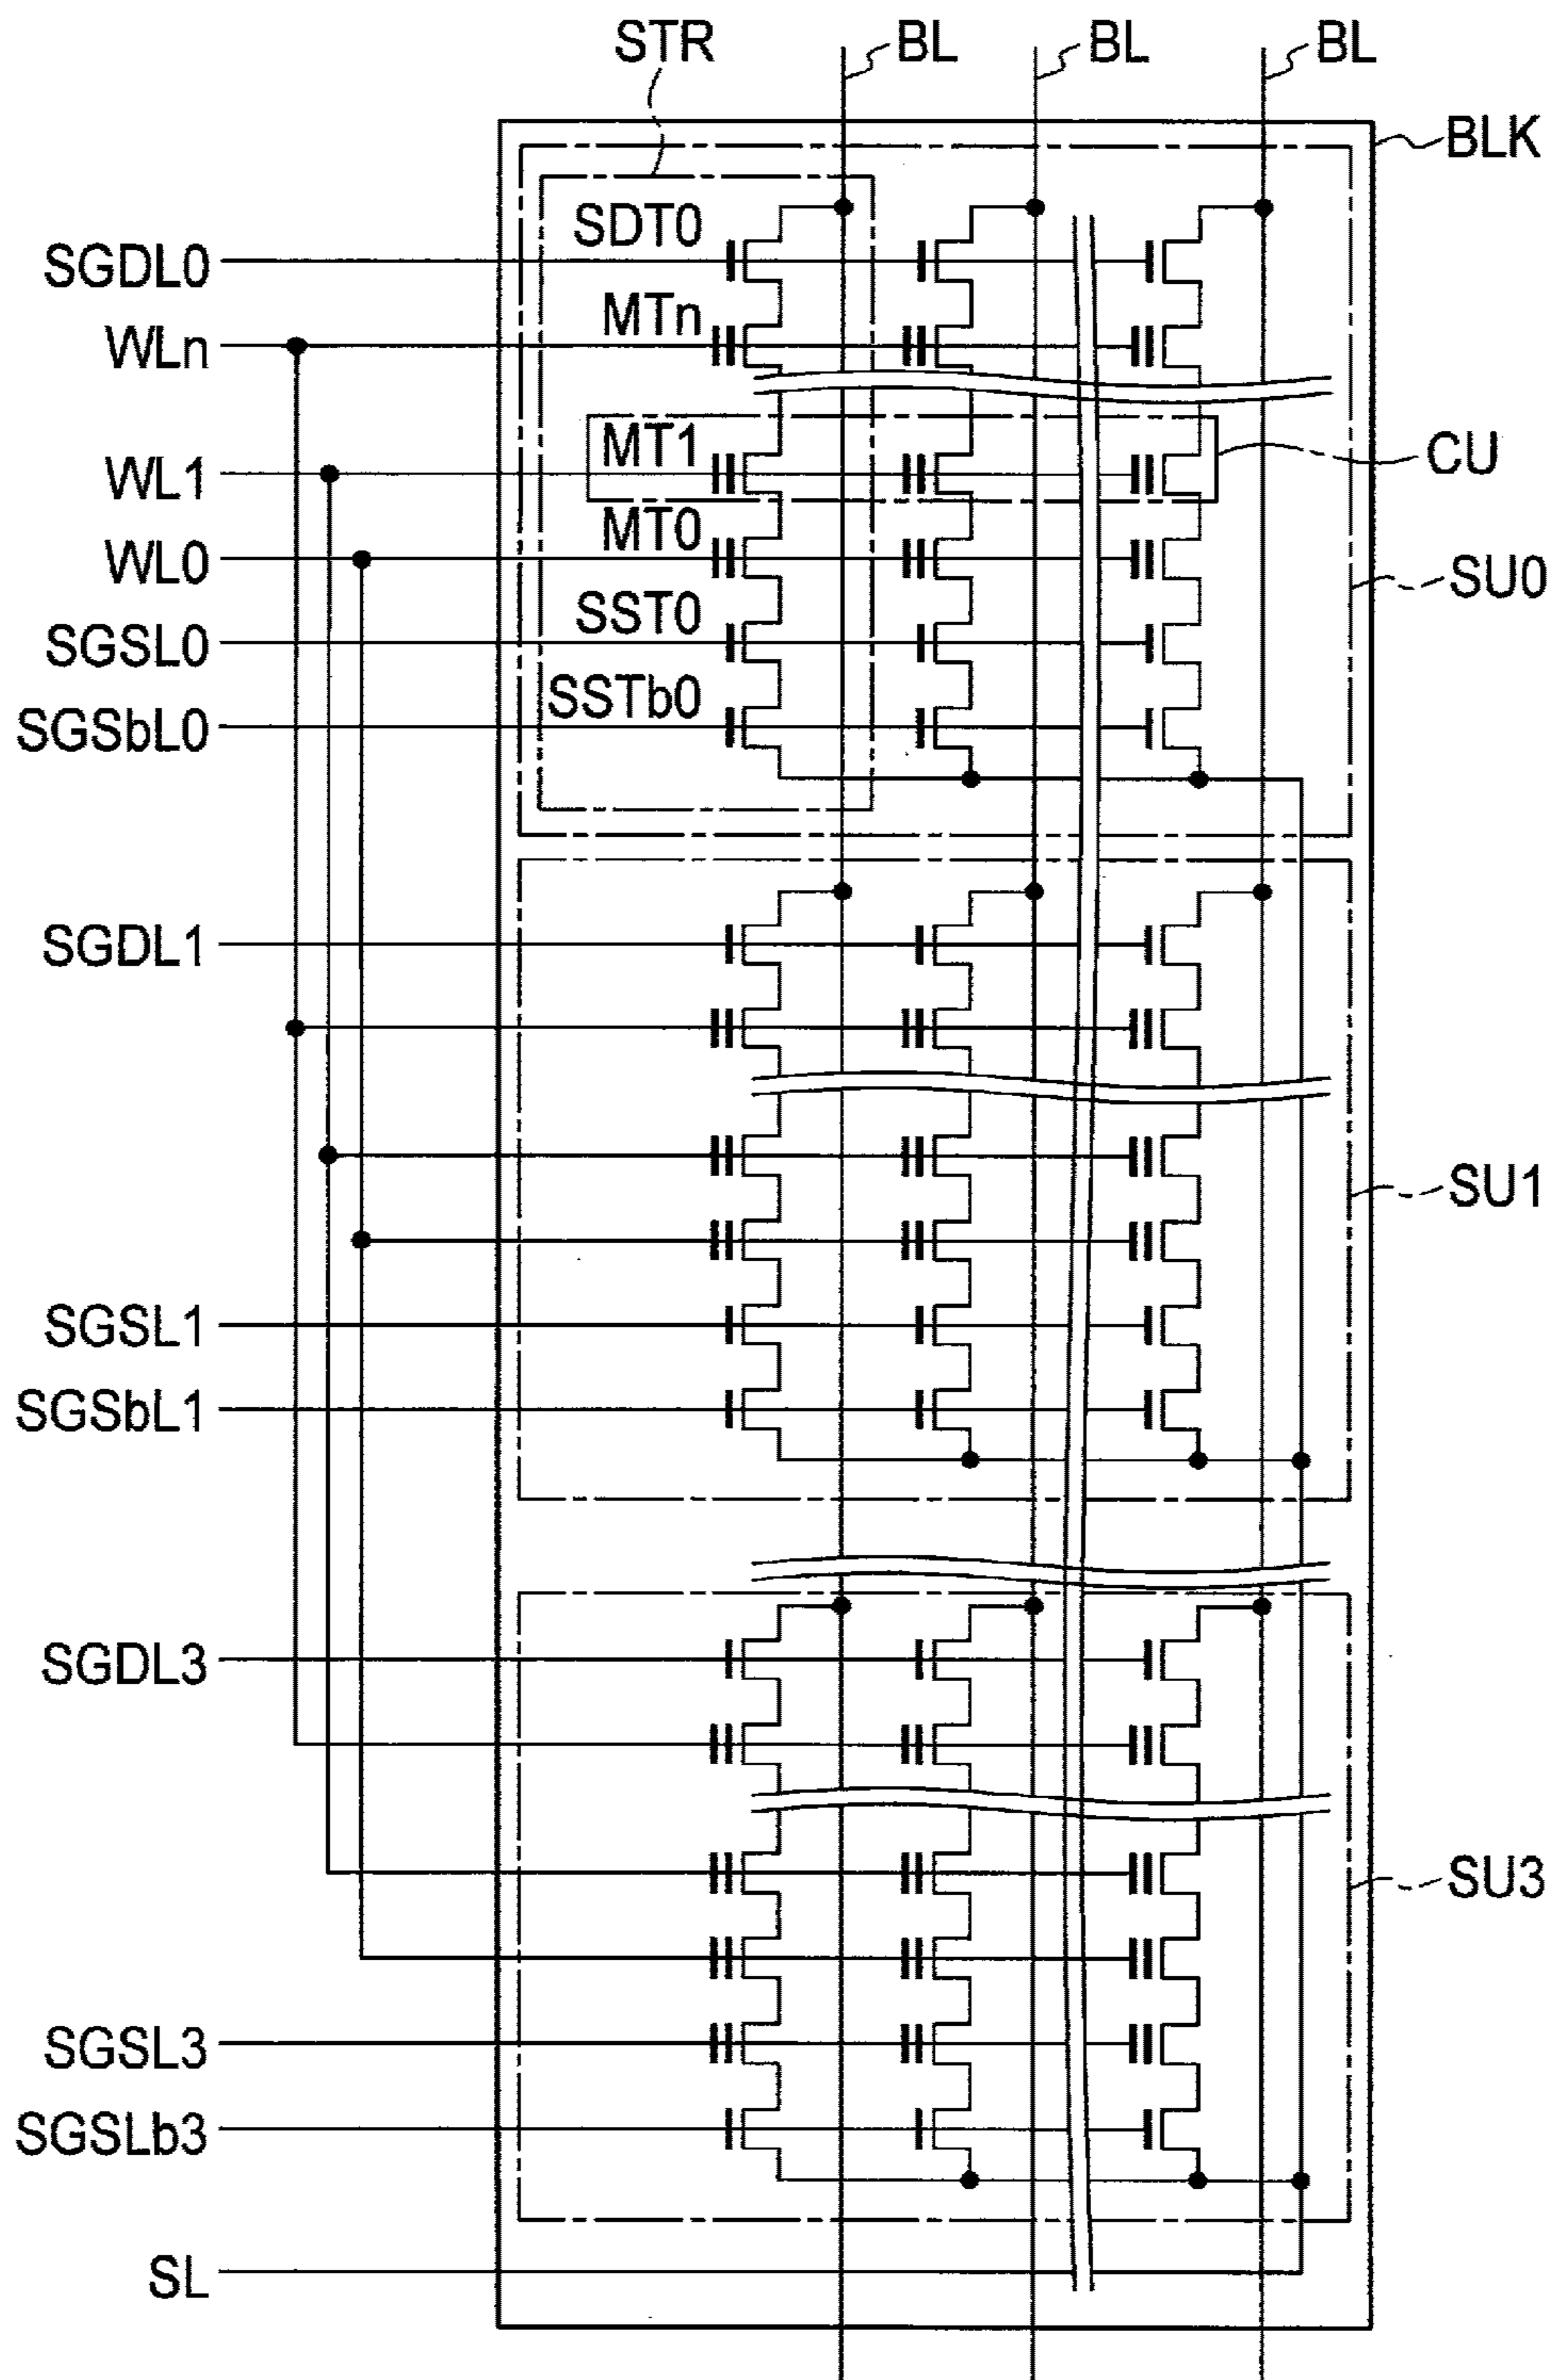 STR
BL
BL
BL
BLK
SDT0
SGDL0
MTn
WLn
MT1
CU
WL1
MT0
WL0
SU0
SST0
SGSL0
SSTb0
SGSbL0
SGDL1
SU1
SGSL1
SGSbL1
SGDL3
SU3
SGSL3
SGSLb3
SL